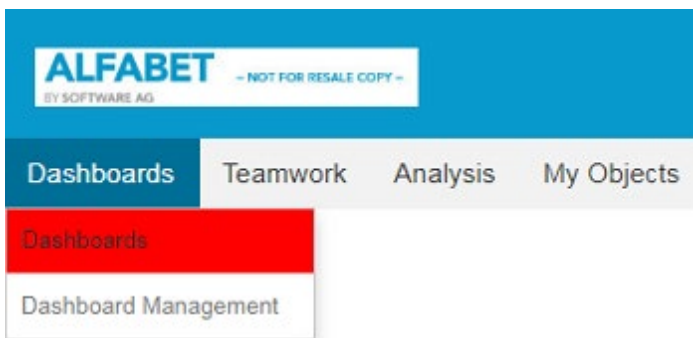 ALFABET – NOT FOR RESALE COPY –
BY SOFTWARE AG
Dashboards Teamwork Analysis My Objects
Dashboards
Dashboard Management